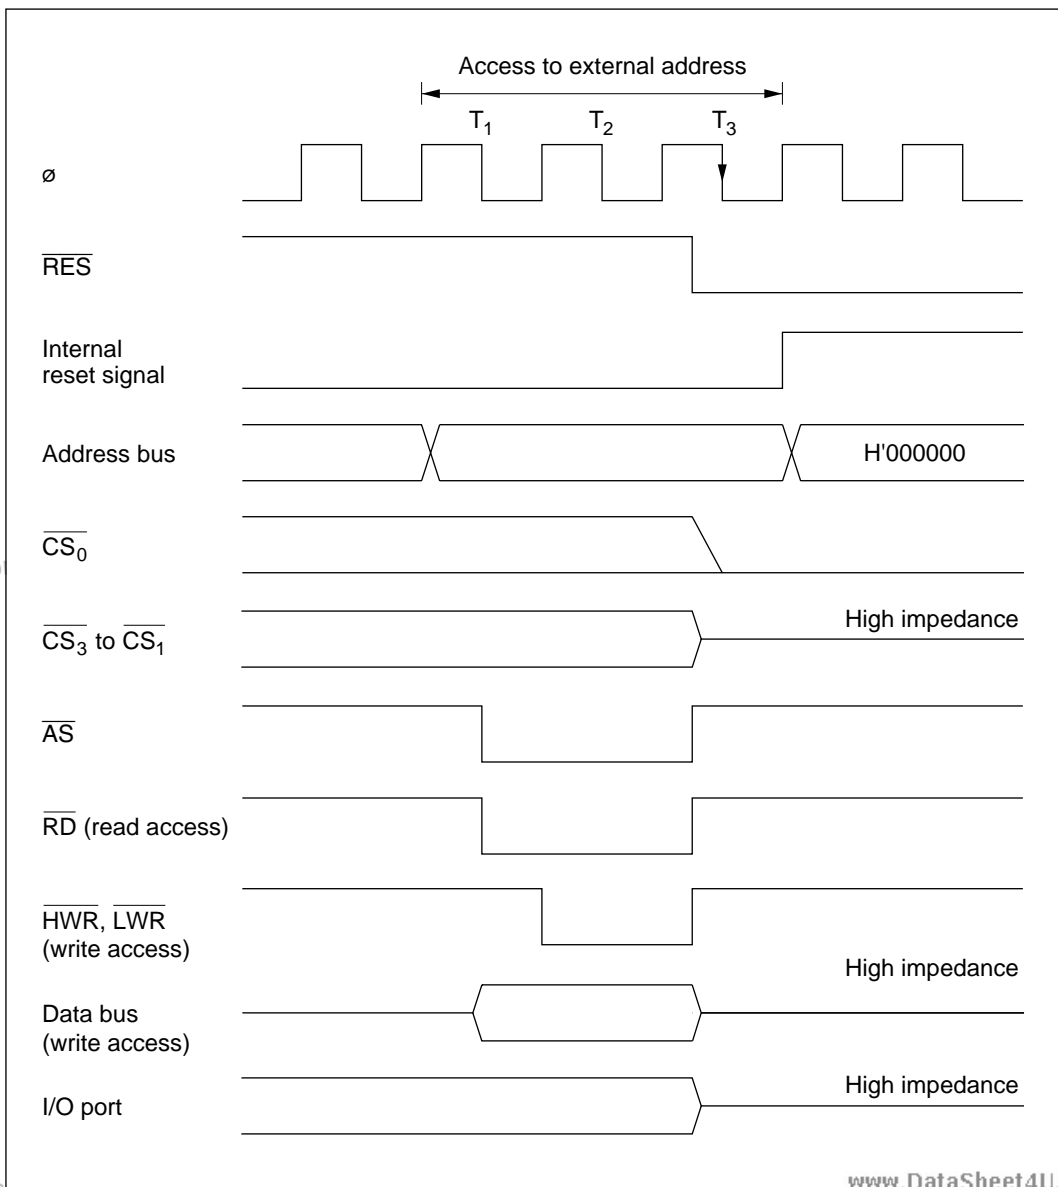 Access to external address
T1 T2 T3
ø
RES
Internal
reset signal
Address bus
H'000000
CS0
CS3 to CS1
High impedance
AS
RD (read access)
HWR, LWR
(write access)
High impedance
Data bus
(write access)
High impedance
I/O port
www.DataSheet4U